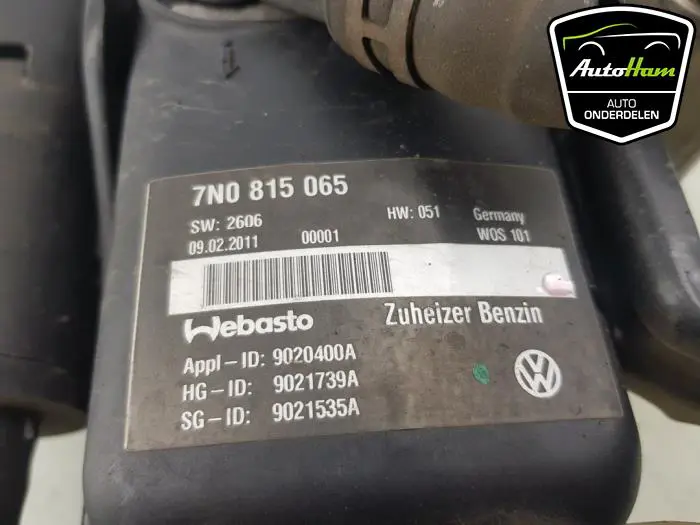 AutoHam
AUTO
ONDERDELEN
7N0 815 065
SW: 2606 HW: 051 Germany
09.02.2011 00001 WOS 101
Webasto Zuheizer Benzin
Appl-ID: 9020400A
HG-ID: 9021739A
SG-ID: 9021535A